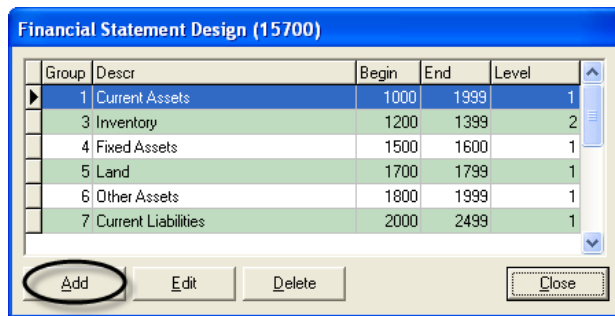 Financial Statement Design (15700)
Group Descr Begin End Level
1 Current Assets 1000 1999 1
3 Inventory 1200 1399 2
4 Fixed Assets 1500 1600 1
5 Land 1700 1799 1
6 Other Assets 1800 1999 1
7 Current Liabilities 2000 2499 1
Add Edit Delete Close